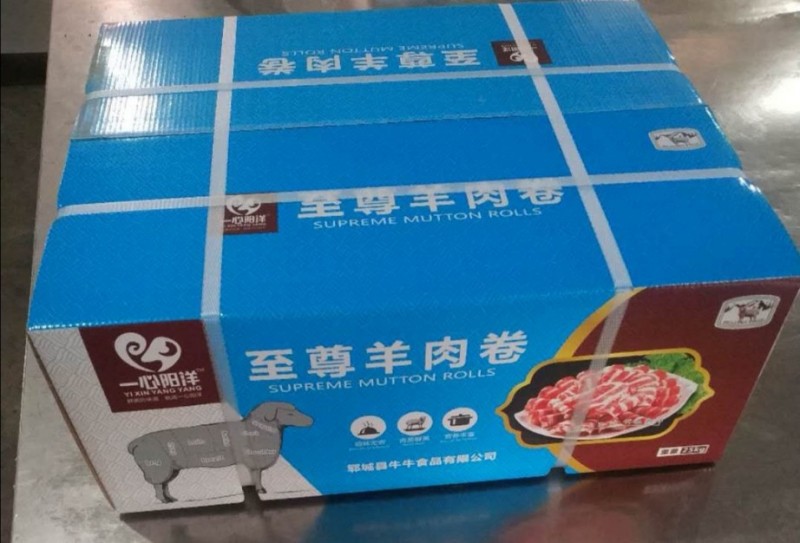 至尊羊肉卷
SUPREME MUTTON ROLLS
一心阳洋
至尊羊肉卷
SUPREME MUTTON ROLLS
一心阳洋
YI XIN YANG YANG
至尊羊肉卷
SUPREME MUTTON ROLLS
郓城县牛牛食品有限公司